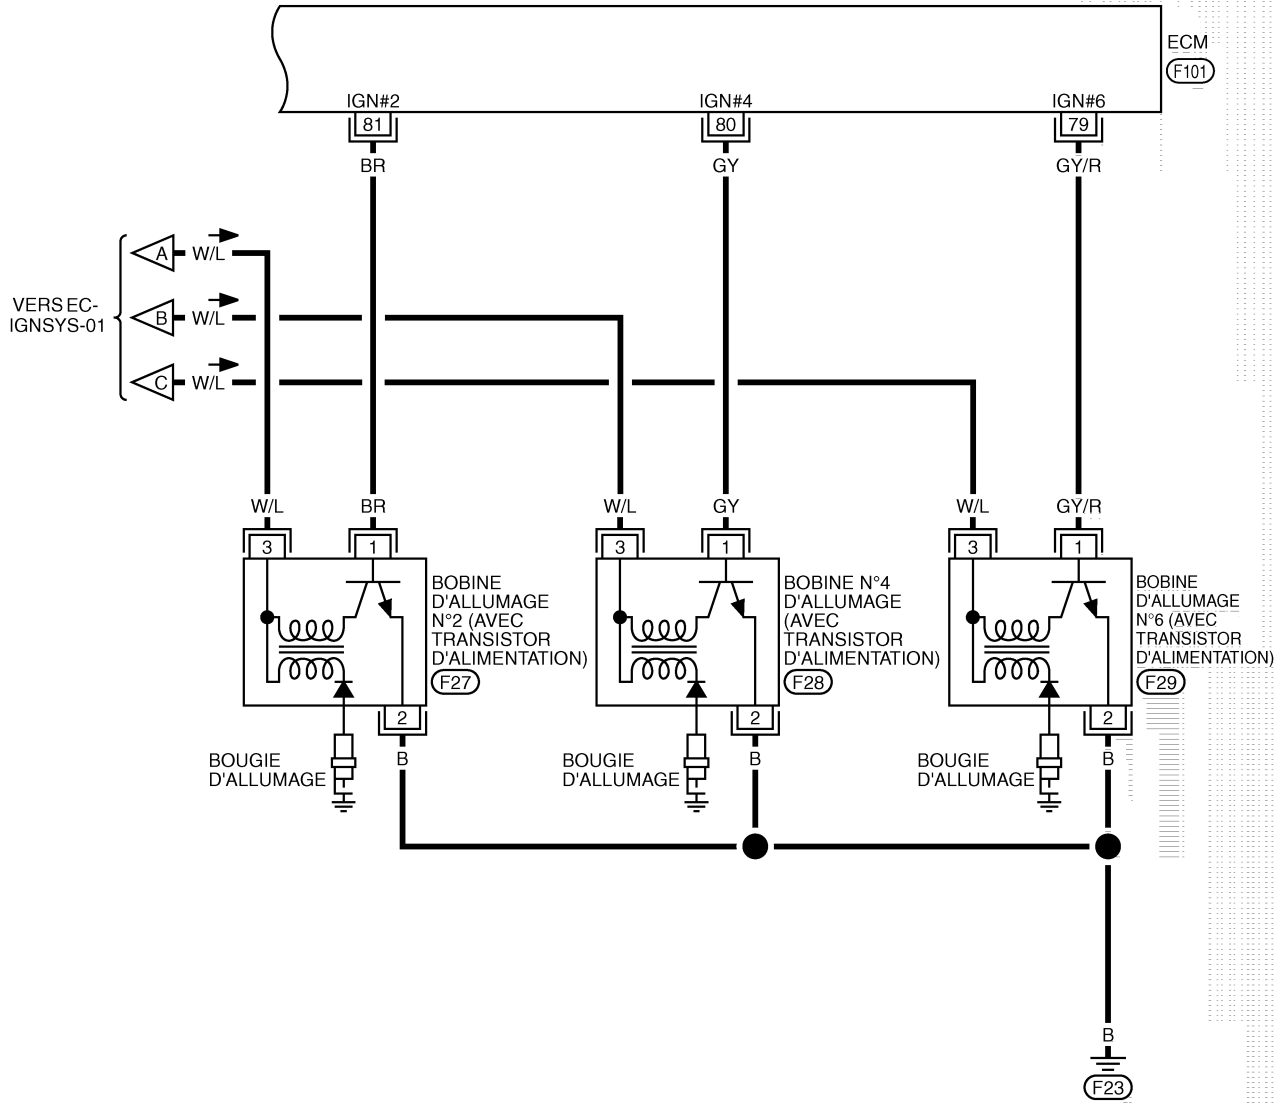 ECM
F101
IGN#2
IGN#4
IGN#6
81
80
79
BR
GY
GY/R
A
W/L
B
W/L
C
W/L
VERS EC-
IGNSYS-01
W/L
BR
W/L
GY
W/L
GY/R
3
1
3
1
3
1
BOBINE
D'ALLUMAGE
N°2 (AVEC
TRANSISTOR
D'ALIMENTATION)
F27
BOBINE N°4
D'ALLUMAGE
(AVEC
TRANSISTOR
D'ALIMENTATION)
F28
BOBINE
D'ALLUMAGE
N°6 (AVEC
TRANSISTOR
D'ALIMENTATION)
F29
2
2
2
BOUGIE
D'ALLUMAGE
B
BOUGIE
D'ALLUMAGE
B
BOUGIE
D'ALLUMAGE
B
B
F23